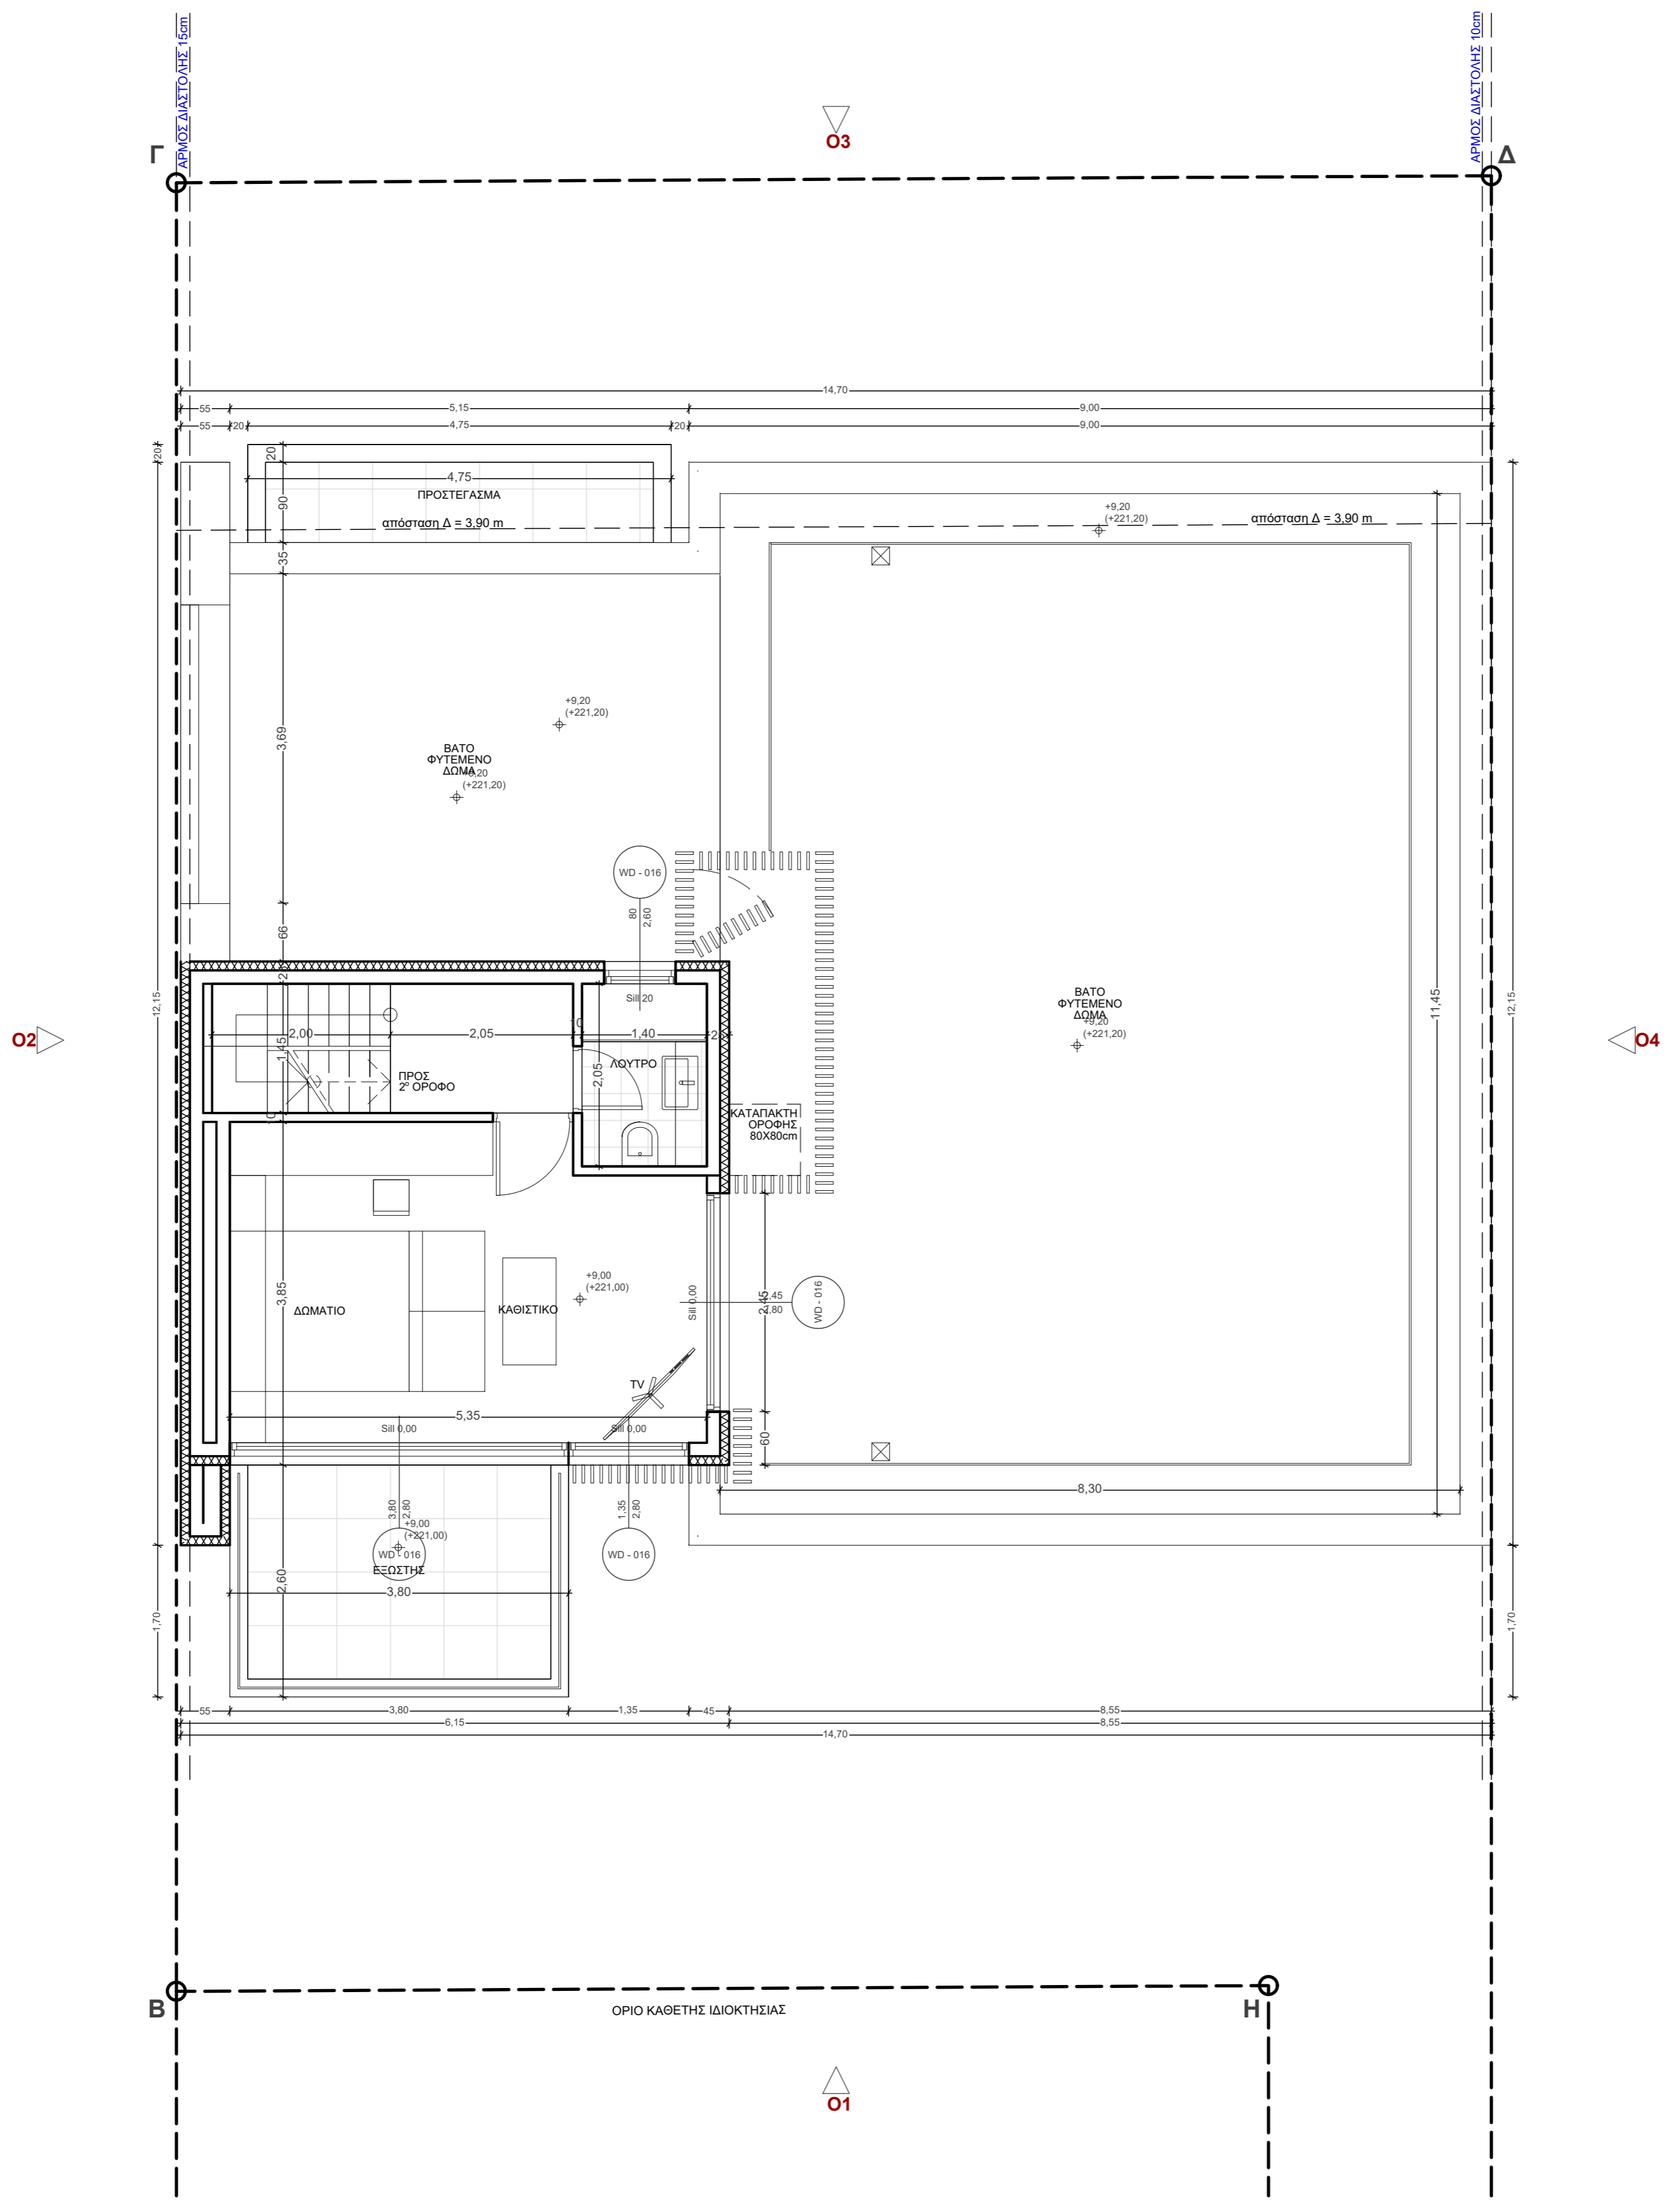 ΑΡΜΟΣ ΔΙΑΣΤΟΛΗΣ 15cm
ΑΡΜΟΣ ΔΙΑΣΤΟΛΗΣ 10cm
O3
Γ
Δ
14,70
55
5,15
9,00
55
20
4,75
20
9,00
20
20
4,75
ΠΡΟΣΤΕΓΑΣΜΑ
90
απόσταση Δ = 3,90 m
+9,20
(+221,20)
απόσταση Δ = 3,90 m
35
+9,20
(+221,20)
3,69
ΒΑΤΟ
ΦΥΤΕΜΕΝΟ
ΔΩΜΑ
+9,20
(+221,20)
WD - 016
80
2,60
66
12,15
11,45
12,15
Sill 20
ΒΑΤΟ
ΦΥΤΕΜΕΝΟ
ΔΩΜΑ
+9,20
(+221,20)
O2
O4
2,00
2,05
1,40
1,45
2,05
ΛΟΥΤΡΟ
ΠΡΟΣ
2º ΟΡΟΦΟ
ΚΑΤΑΠΑΚΤΗ
ΟΡΟΦΗΣ
80X80cm
+9,00
(+221,00)
3,85
ΔΩΜΑΤΙΟ
ΚΑΘΙΣΤΙΚΟ
Sill 0,00
2,45
2,80
WD - 016
TV
5,35
Sill 0,00
Sill 0,00
60
8,30
3,80
2,80
1,35
2,80
+9,00
(+221,00)
WD - 016
WD - 016
ΕΞΩΣΤΗΣ
2,60
3,80
1,70
1,70
55
3,80
1,35
45
8,55
6,15
8,55
14,70
B
H
ΟΡΙΟ ΚΑΘΕΤΗΣ ΙΔΙΟΚΤΗΣΙΑΣ
O1